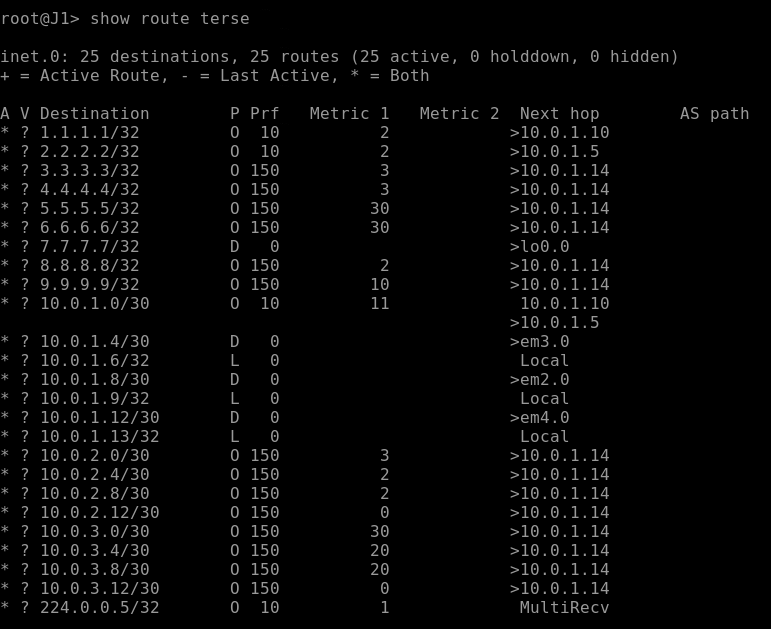 root@J1> show route terse

inet.0: 25 destinations, 25 routes (25 active, 0 holddown, 0 hidden)
+ = Active Route, - = Last Active, * = Both

A V Destination        P Prf   Metric 1   Metric 2  Next hop        AS path
* ? 1.1.1.1/32         O  10          2            >10.0.1.10
* ? 2.2.2.2/32         O  10          2            >10.0.1.5
* ? 3.3.3.3/32         O 150          3            >10.0.1.14
* ? 4.4.4.4/32         O 150          3            >10.0.1.14
* ? 5.5.5.5/32         O 150         30            >10.0.1.14
* ? 6.6.6.6/32         O 150         30            >10.0.1.14
* ? 7.7.7.7/32         D   0                       >lo0.0
* ? 8.8.8.8/32         O 150          2            >10.0.1.14
* ? 9.9.9.9/32         O 150         10            >10.0.1.14
* ? 10.0.1.0/30        O  10         11             10.0.1.10
                                                   >10.0.1.5
* ? 10.0.1.4/30        D   0                       >em3.0
* ? 10.0.1.6/32        L   0                        Local
* ? 10.0.1.8/30        D   0                       >em2.0
* ? 10.0.1.9/32        L   0                        Local
* ? 10.0.1.12/30       D   0                       >em4.0
* ? 10.0.1.13/32       L   0                        Local
* ? 10.0.2.0/30        O 150          3            >10.0.1.14
* ? 10.0.2.4/30        O 150          2            >10.0.1.14
* ? 10.0.2.8/30        O 150          2            >10.0.1.14
* ? 10.0.2.12/30       O 150          0            >10.0.1.14
* ? 10.0.3.0/30        O 150         30            >10.0.1.14
* ? 10.0.3.4/30        O 150         20            >10.0.1.14
* ? 10.0.3.8/30        O 150         20            >10.0.1.14
* ? 10.0.3.12/30       O 150          0            >10.0.1.14
* ? 224.0.0.5/32       O  10          1             MultiRecv